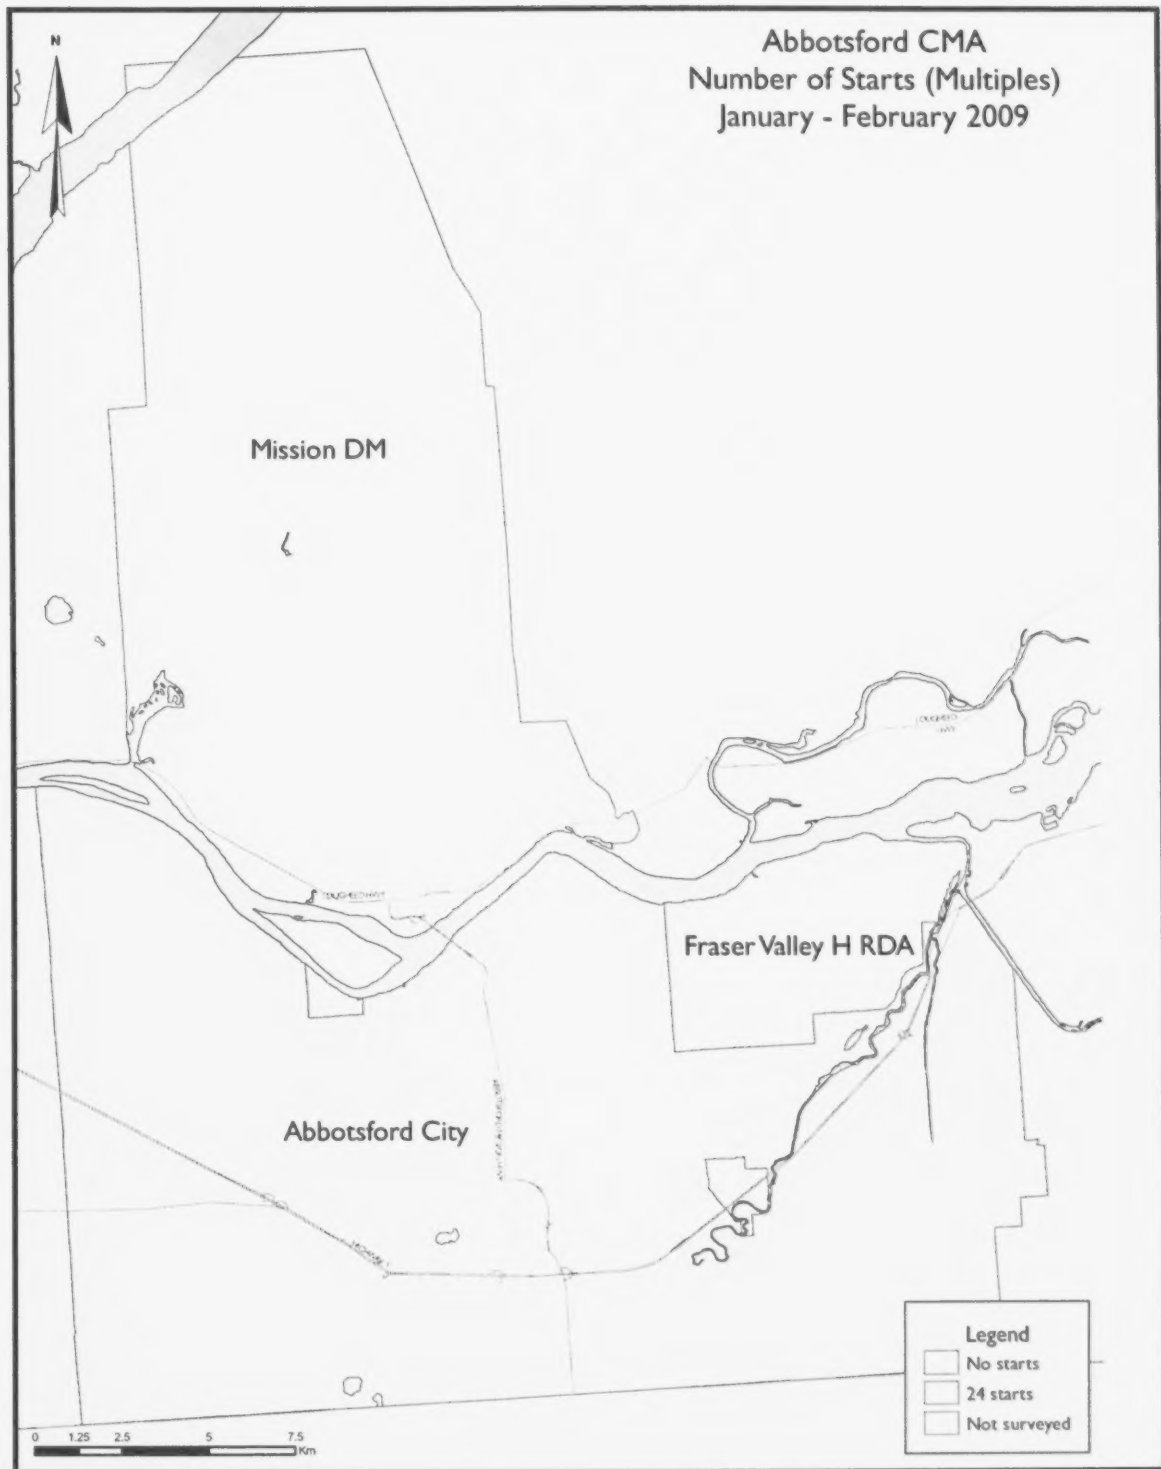 N
Abbotsford CMA
Number of Starts (Multiples)
January - February 2009
Mission DM
Fraser Valley H RDA
Abbotsford City
Legend
No starts
24 starts
Not surveyed
0 1.25 2.5 5 7.5
Km